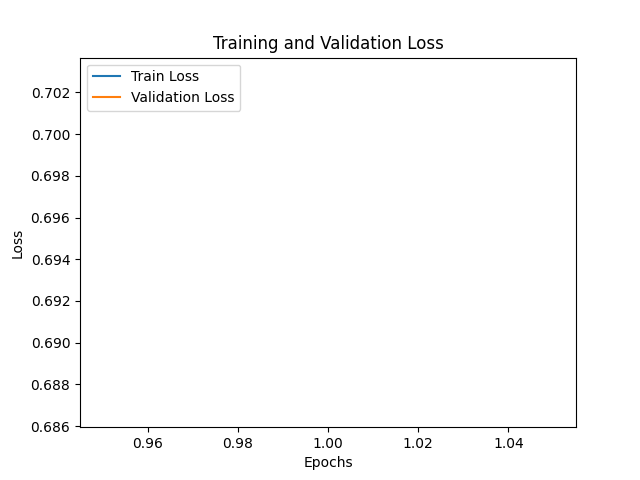 Training and Validation Loss
Train Loss
Validation Loss
0.702
0.700
0.698
0.696
0.694
0.692
0.690
0.688
0.686
Loss
0.96 0.98 1.00 1.02 1.04
Epochs